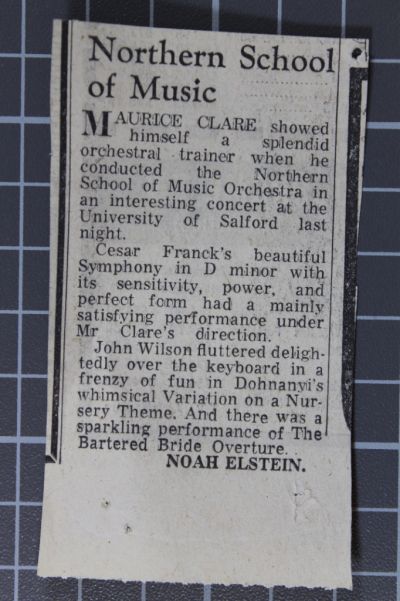 Northern School
of Music
MAURICE CLARE showed
himself a splendid
orchestral trainer when he
conducted the Northern
School of Music Orchestra in
an interesting concert at the
University of Salford last
night.
Cesar Franck's beautiful
Symphony in D minor with
its sensitivity, power, and
perfect form had a mainly
satisfying performance under
Mr Clare's direction.
John Wilson fluttered deligh-
tedly over the keyboard in a
frenzy of fun in Dohnanyi's
whimsical Variation on a Nur-
sery Theme. And there was a
sparkling performance of The
Bartered Bride Overture.
NOAH ELSTEIN.